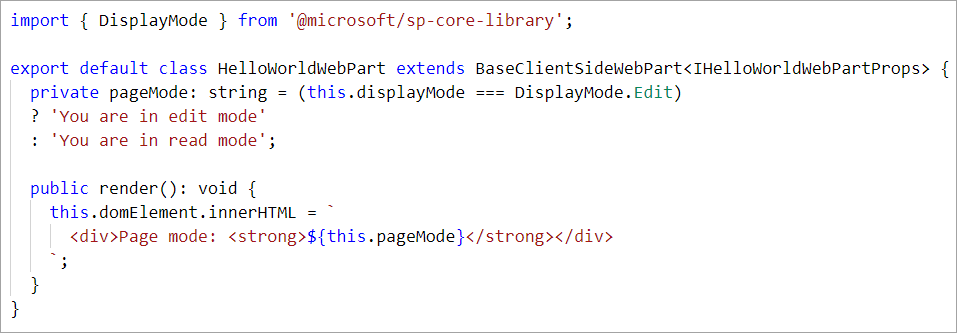 import { DisplayMode } from '@microsoft/sp-core-library';
export default class HelloWorldWebPart extends BaseClientSideWebPart<IHelloWorldWebPartProps> {
private pageMode: string = (this.displayMode === DisplayMode.Edit)
? 'You are in edit mode'
: 'You are in read mode';
public render(): void {
this.domElement.innerHTML = `
<div>Page mode: <strong>${this.pageMode}</strong></div>
`;
}
}